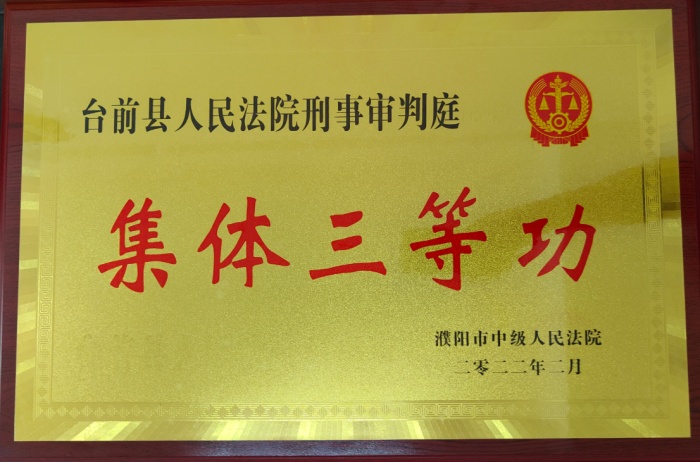 台前县人民法院刑事审判庭
集体三等功
濮阳市中级人民法院
二零二二年二月